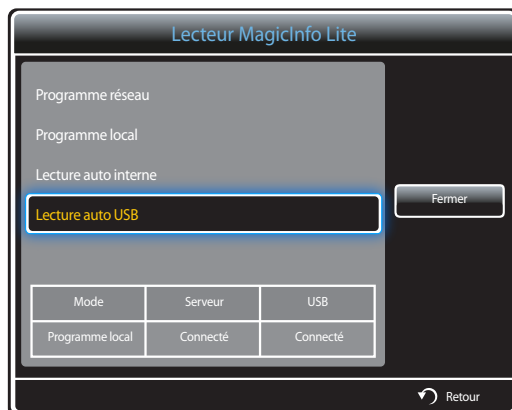 Lecteur MagicInfo Lite
Programme réseau
Programme local
Lecture auto interne
Lecture auto USB
Fermer
Mode Serveur USB
Programme local Connecté Connecté
Retour